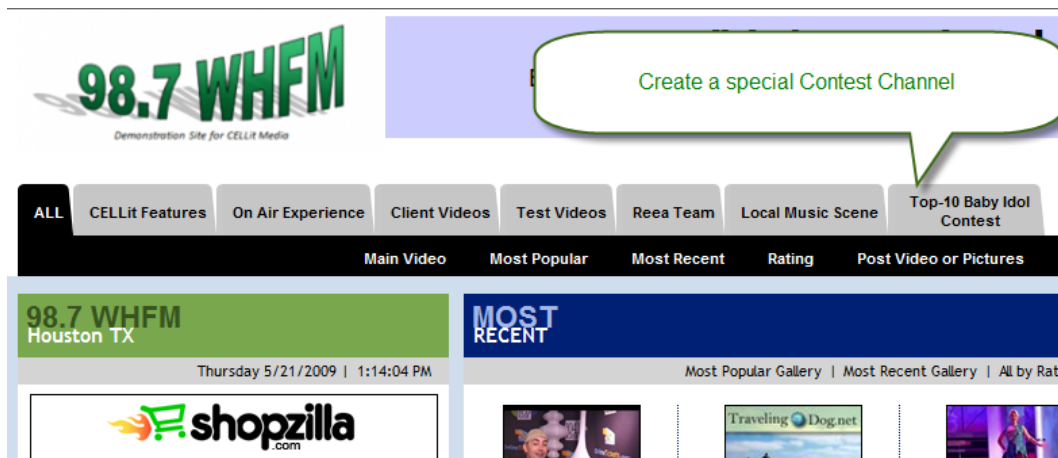 98.7 WHFM
Demonstration Site for CELLit Media
Create a special Contest Channel
ALL
CELLit Features
On Air Experience
Client Videos
Test Videos
Reea Team
Local Music Scene
Top-10 Baby Idol
Contest
Main Video Most Popular Most Recent Rating Post Video or Pictures
98.7 WHFM
Houston TX
Thursday 5/21/2009 | 1:14:04 PM
shopzilla
.com
MOST
RECENT
Most Popular Gallery | Most Recent Gallery | All by Rat
Traveling Dog.net